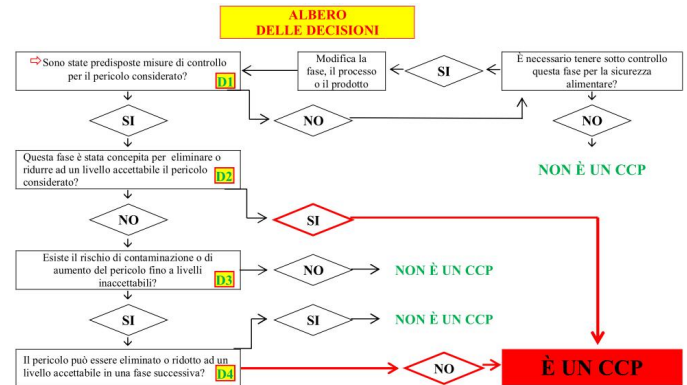 ALBERO
DELLE DECISIONI
⇨Sono state predisposte misure di controllo
per il pericolo considerato?
D1
Modifica la
fase, il processo
o il prodotto
SI
È necessario tenere sotto controllo
questa fase per la sicurezza
alimentare?
SI
NO
NO
NON È UN CCP
Questa fase è stata concepita per eliminare o
ridurre ad un livello accettabile il pericolo
considerato?
D2
NO
SI
Esiste il rischio di contaminazione o di
aumento del pericolo fino a livelli
inaccettabili?
D3
NO
NON È UN CCP
SI
SI
NON È UN CCP
Il pericolo può essere eliminato o ridotto ad un
livello accettabile in una fase successiva?
D4
NO
È UN CCP